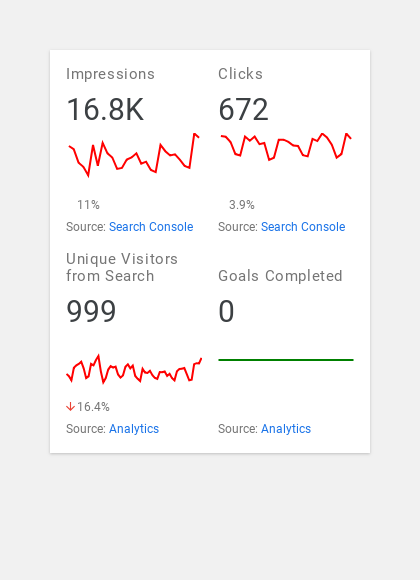 Impressions
16.8K
11%
Source: Search Console
Clicks
672
3.9%
Source: Search Console
Unique Visitors
from Search
999
16.4%
Source: Analytics
Goals Completed
0
Source: Analytics